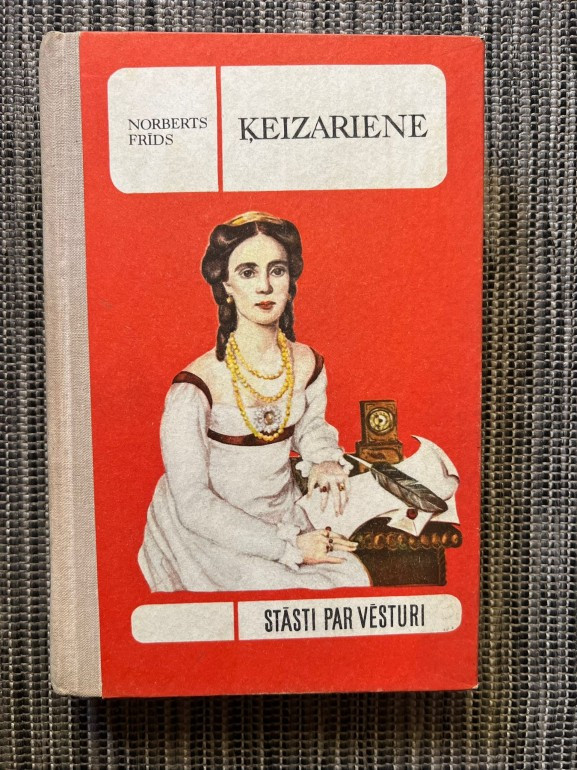 NORBERTS
FRĪDS
ĶEIZARIENE
STĀSTI PAR VĒSTURI